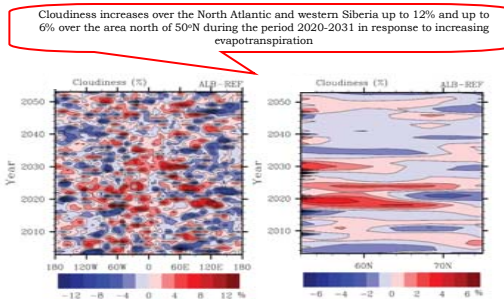 Cloudiness increases over the North Atlantic and western Siberia up to 12% and up to
6% over the area north of 50ºN during the period 2020-2031 in response to increasing
evapotranspiration
Cloudiness (%) ALB-REF
Year
2050
2040
2030
2020
2010
180 120W 60W 0 60E 120E 180
-12 -8 -4 0 4 8 12 %
Cloudiness (%) ALB-REF
Year
2050
2040
2030
2020
2010
60N 70N
-6 -4 -2 0 2 4 6 %